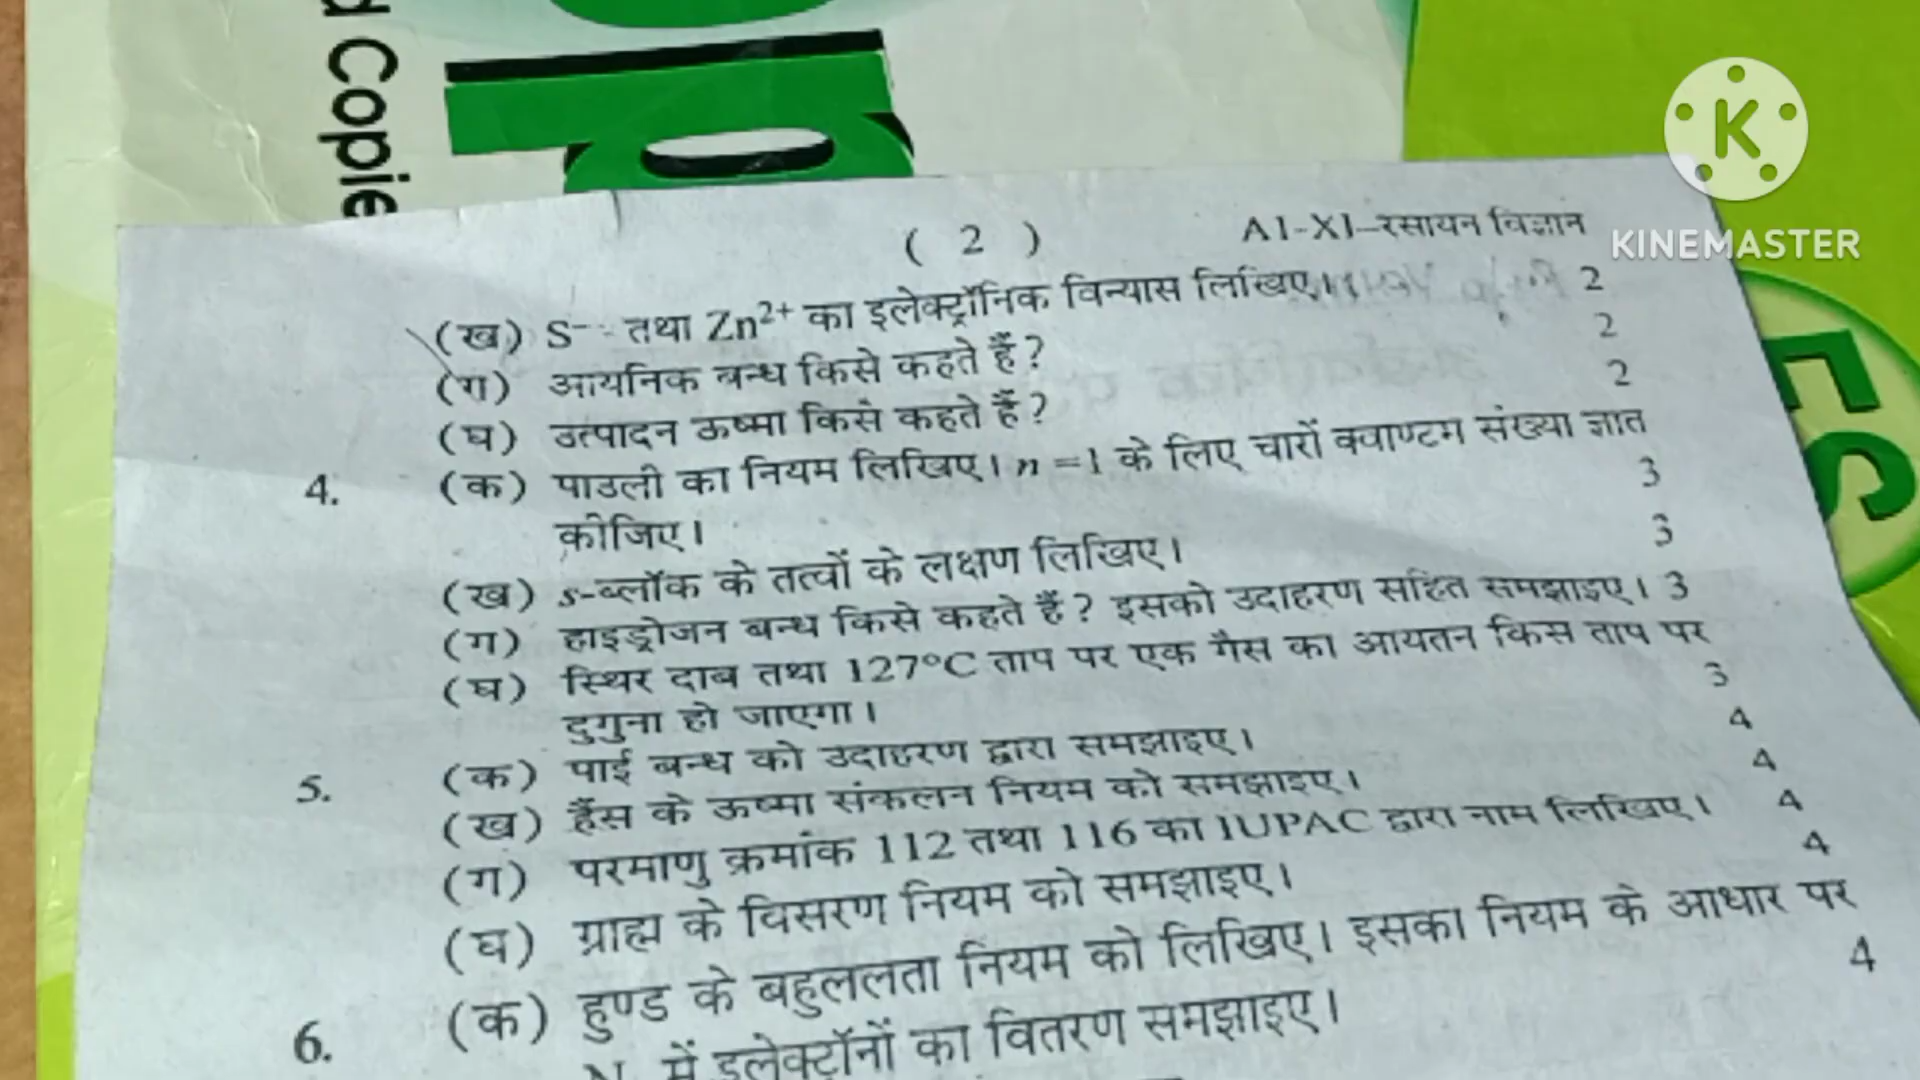 d Copie
op
ES
KINEMASTER
( 2 ) A1-XI-रसायन विज्ञान
(ख) S⁻⁻ तथा Zn²⁺ का इलेक्ट्रॉनिक विन्यास लिखिए। 2
(ग) आयनिक बन्ध किसे कहते हैं ? 2
(घ) उत्पादन ऊष्मा किसे कहते हैं ? 2
4. (क) पाउली का नियम लिखिए। n = 1 के लिए चारों क्वाण्टम संख्या ज्ञात
कीजिए। 3
(ख) s-ब्लॉक के तत्वों के लक्षण लिखिए। 3
(ग) हाइड्रोजन बन्ध किसे कहते हैं ? इसको उदाहरण सहित समझाइए। 3
(घ) स्थिर दाब तथा 127°C ताप पर एक गैस का आयतन किस ताप पर
दुगुना हो जाएगा। 3
5. (क) पाई बन्ध को उदाहरण द्वारा समझाइए। 4
(ख) हैस के ऊष्मा संकलन नियम को समझाइए। 4
(ग) परमाणु क्रमांक 112 तथा 116 का IUPAC द्वारा नाम लिखिए। 4
(घ) ग्राह्म के विसरण नियम को समझाइए। 4
6. (क) हुण्ड के बहुललता नियम को लिखिए। इसका नियम के आधार पर
में इलेक्ट्रॉनों का वितरण समझाइए। 4